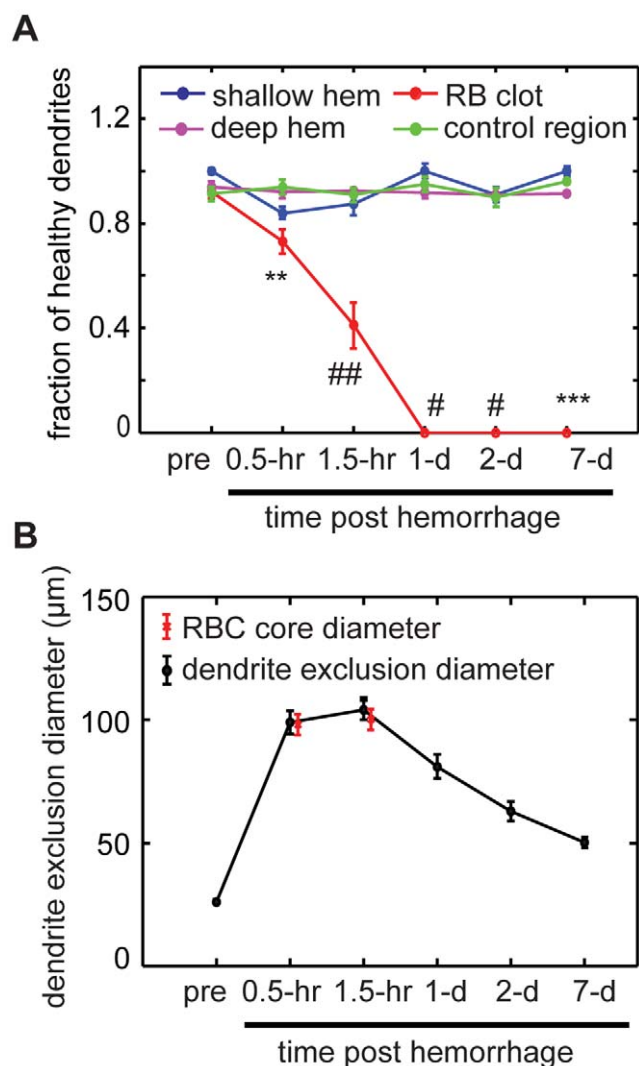 A
shallow hem RB clot
deep hem control region
fraction of healthy dendrites
1.2
0.8
0.4
0
**
##
# # ***
pre 0.5-hr 1.5-hr 1-d 2-d 7-d
time post hemorrhage
B
RBC core diameter
dendrite exclusion diameter
dendrite exclusion diameter (µm)
150
100
50
0
pre 0.5-hr 1.5-hr 1-d 2-d 7-d
time post hemorrhage